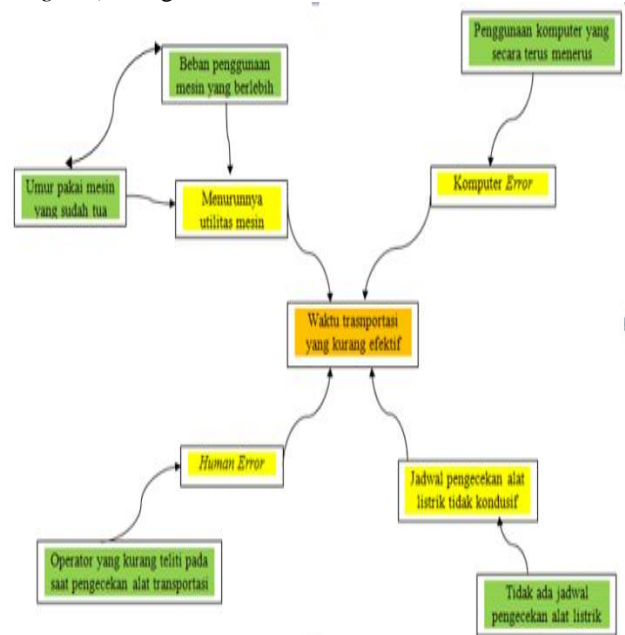 Penggunaan komputer yang
secara terus menerus
Beban penggunaan
mesin yang berlebih
Umur pakai mesin
yang sudah tua
Menurunnya
utilitas mesin
Komputer Error
Waktu trasnportasi
yang kurang efektif
Human Error
Jadwal pengecekan alat
listrik tidak kondusif
Operator yang kurang teliti pada
saat pengecekan alat transportasi
Tidak ada jadwal
pengecekan alat listrik